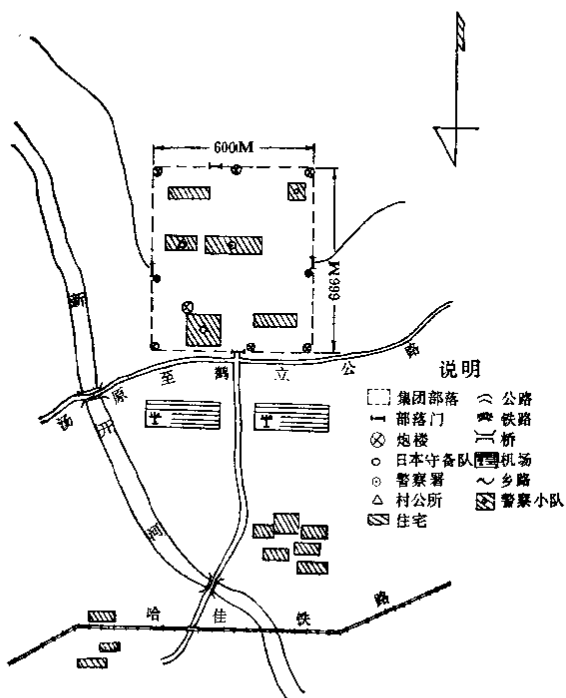 600M
666M
新
开
河
汤原至鹤立公路
哈佳铁路
说明
集团部落
公路
部落门
铁路
炮楼
桥
日本守备队
机场
警察署
乡路
村公所
警察小队
住宅